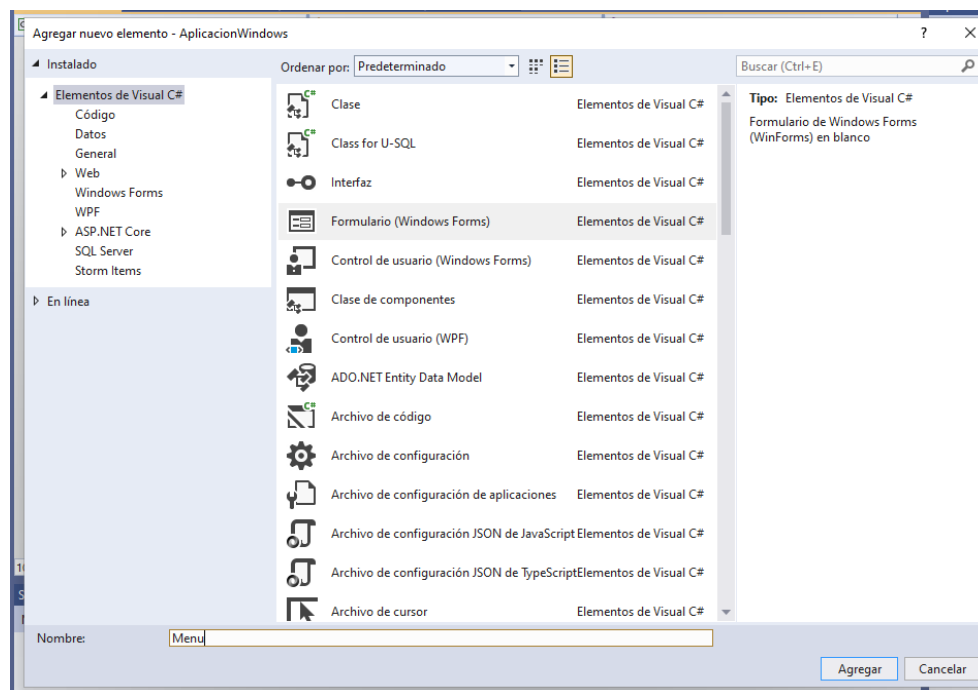 Agregar nuevo elemento - AplicacionWindows
? X
Instalado
Ordenar por: Predeterminado
Buscar (Ctrl+E)
Elementos de Visual C#
Código
Datos
General
Web
Windows Forms
WPF
ASP.NET Core
SQL Server
Storm Items
En línea
Clase Elementos de Visual C#
Class for U-SQL Elementos de Visual C#
Interfaz Elementos de Visual C#
Formulario (Windows Forms) Elementos de Visual C#
Control de usuario (Windows Forms) Elementos de Visual C#
Clase de componentes Elementos de Visual C#
Control de usuario (WPF) Elementos de Visual C#
ADO.NET Entity Data Model Elementos de Visual C#
Archivo de código Elementos de Visual C#
Archivo de configuración Elementos de Visual C#
Archivo de configuración de aplicaciones Elementos de Visual C#
Archivo de configuración JSON de JavaScript Elementos de Visual C#
Archivo de configuración JSON de TypeScript Elementos de Visual C#
Archivo de cursor Elementos de Visual C#
Tipo: Elementos de Visual C#
Formulario de Windows Forms
(WinForms) en blanco
Nombre: Menu
Agregar Cancelar